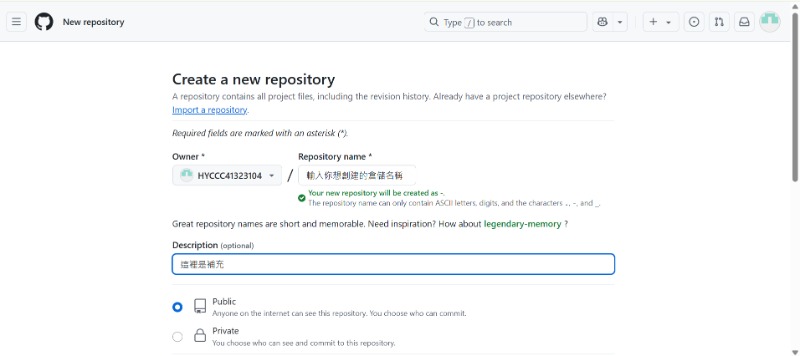 New repository
Type / to search
Create a new repository
A repository contains all project files, including the revision history. Already have a project repository elsewhere?
Import a repository.
Required fields are marked with an asterisk (*).
Owner * Repository name *
HYCCC41323104 / 輸入你想創建的倉儲名稱
Your new repository will be created as -.
The repository name can only contain ASCII letters, digits, and the characters ., -, and _.
Great repository names are short and memorable. Need inspiration? How about legendary-memory ?
Description (optional)
這裡是補充
Public
Anyone on the internet can see this repository. You choose who can commit.
Private
You choose who can see and commit to this repository.